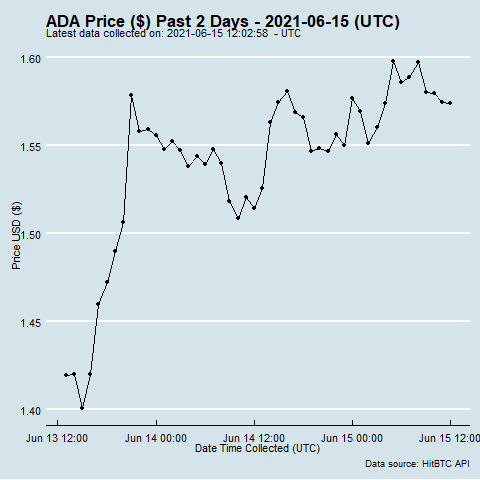 ADA Price ($) Past 2 Days - 2021-06-15 (UTC)
Latest data collected on: 2021-06-15 12:02:58  - UTC
1.60
1.55
1.50
1.45
1.40
Price USD ($)
Jun 13 12:00 Jun 14 00:00 Jun 14 12:00 Jun 15 00:00 Jun 15 12:00
Date Time Collected (UTC)
Data source: HitBTC API